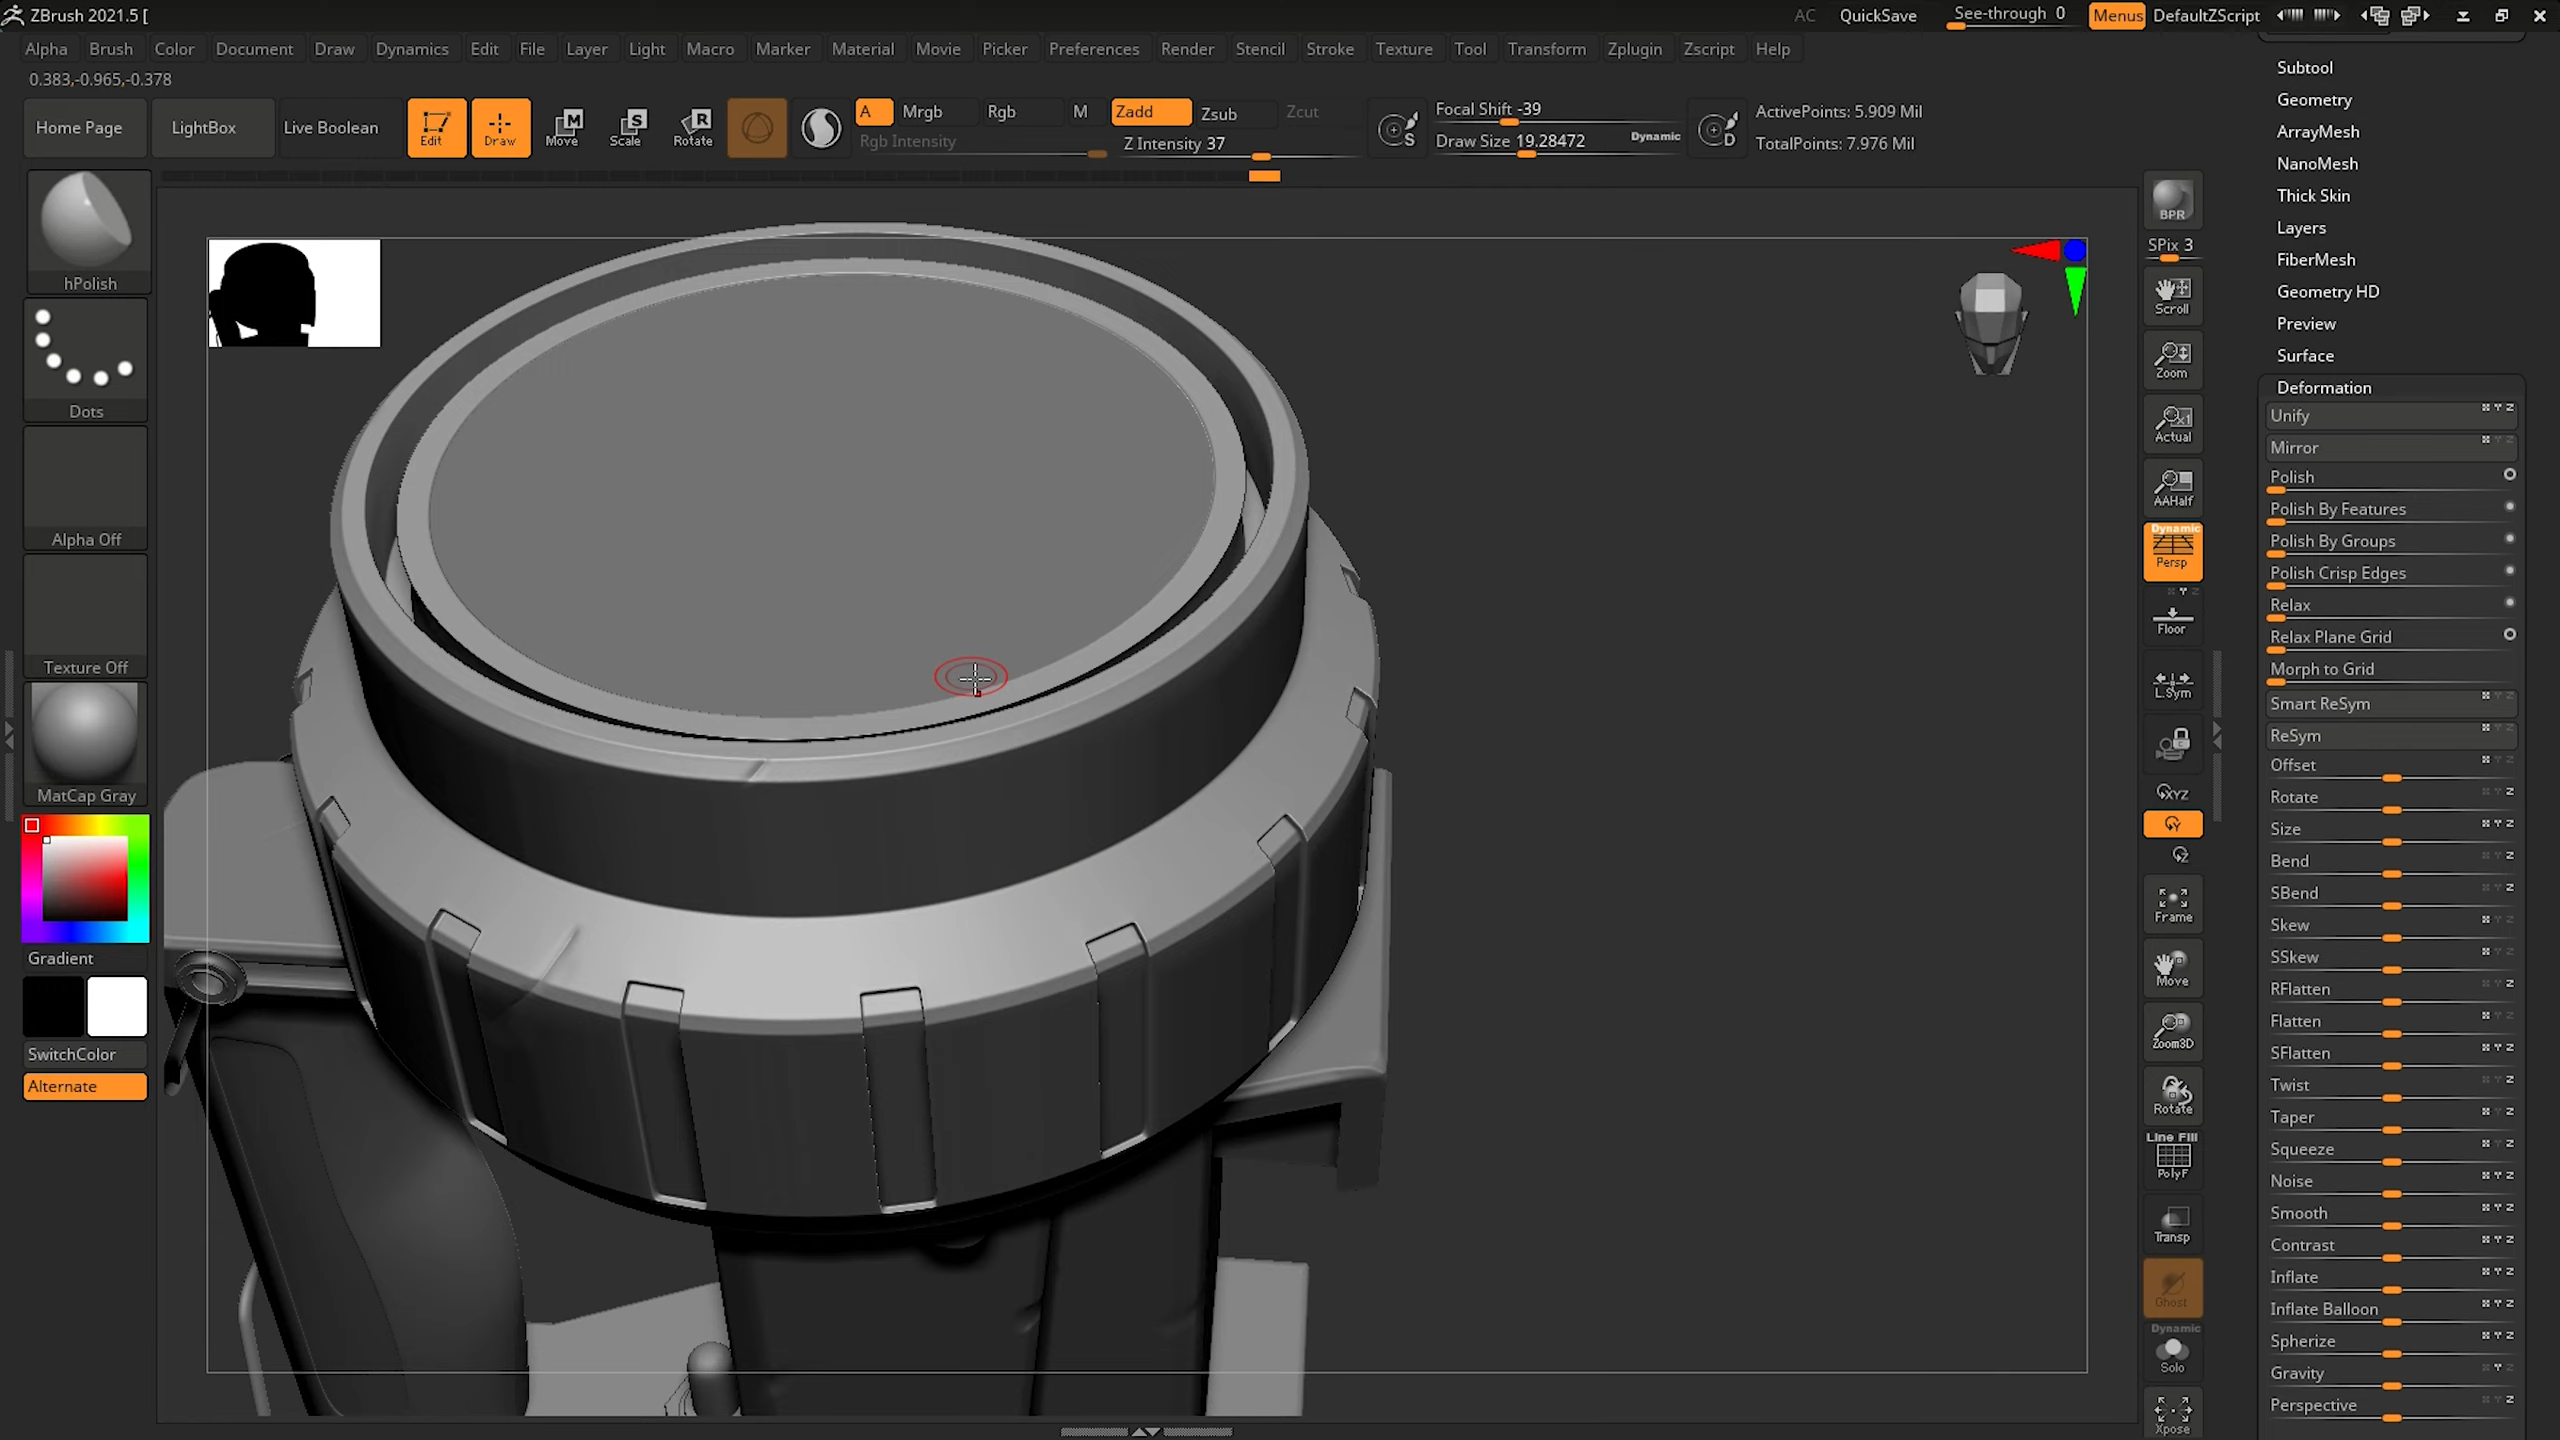 ZBrush 2021.5 [
AC QuickSave See-through 0 Menus DefaultZScript
Alpha Brush Color Document Draw Dynamics Edit File Layer Light Macro Marker Material Movie Picker Preferences Render Stencil Stroke Texture Tool Transform Zplugin Zscript Help
0.383,-0.965,-0.378
Home Page LightBox Live Boolean Edit Draw Move Scale Rotate
A Mrgb Rgb M Zadd Zsub Zcut
Rgb Intensity Z Intensity 37
Focal Shift -39
Draw Size 19.28472 Dynamic
ActivePoints: 5.909 Mil
TotalPoints: 7.976 Mil
hPolish
Dots
Alpha Off
Texture Off
MatCap Gray
Gradient
SwitchColor
Alternate
BPR
SPix 3
Scroll
Zoom
Actual
AAHalf
Dynamic
Persp
Floor
L.Sym
XYZ
Y
Z
Frame
Move
Zoom3D
Rotate
Line Fill
PolyF
Transp
Ghost
Dynamic
Solo
Xpose
Subtool
Geometry
ArrayMesh
NanoMesh
Thick Skin
Layers
FiberMesh
Geometry HD
Preview
Surface
Deformation
Unify
Mirror
Polish
Polish By Features
Polish By Groups
Polish Crisp Edges
Relax
Relax Plane Grid
Morph to Grid
Smart ReSym
ReSym
Offset
Rotate
Size
Bend
SBend
Skew
SSkew
RFlatten
Flatten
SFlatten
Twist
Taper
Squeeze
Noise
Smooth
Contrast
Inflate
Inflate Balloon
Spherize
Gravity
Perspective